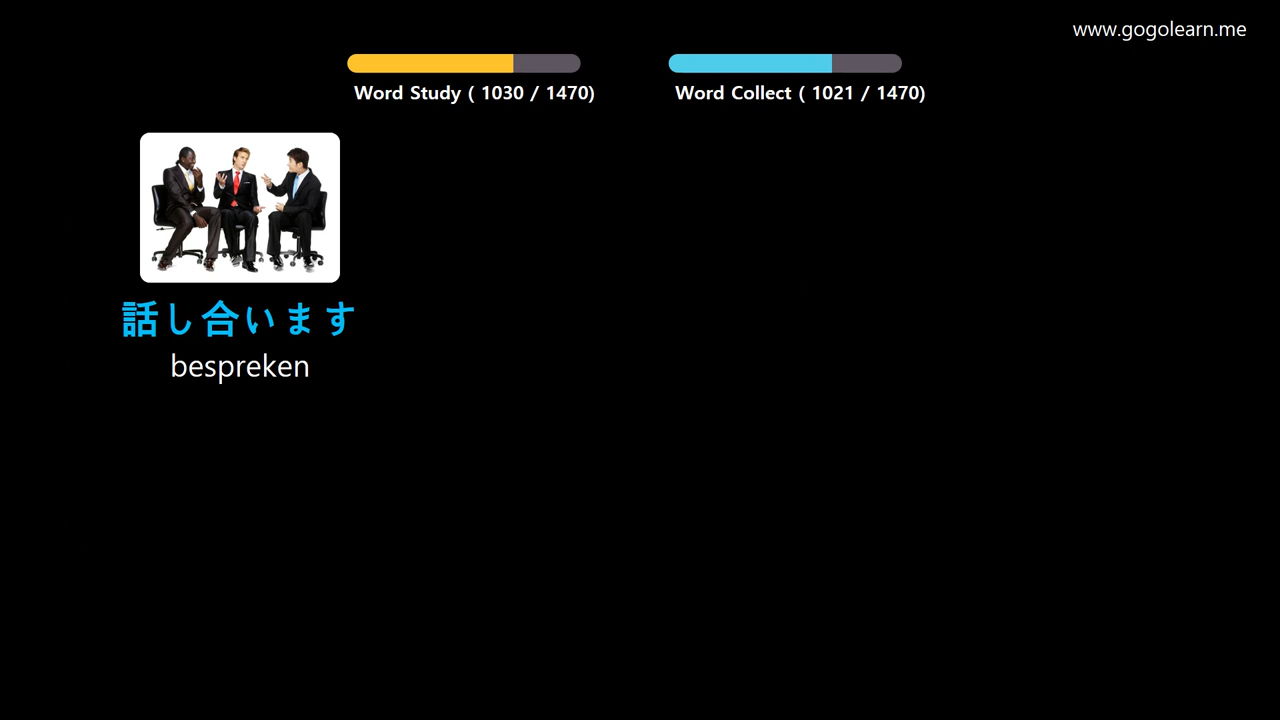 www.gogolearn.me
Word Study ( 1030 / 1470)
Word Collect ( 1021 / 1470)
話し合います
bespreken